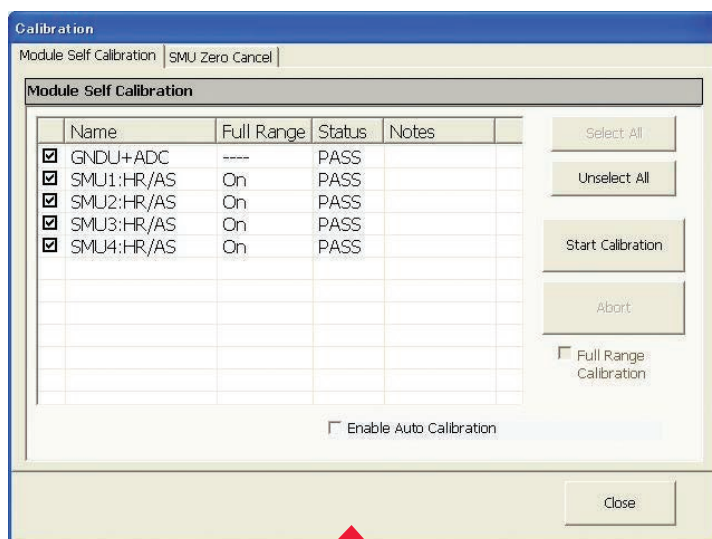 Calibration
Module Self Calibration SMU Zero Cancel
Module Self Calibration
Name Full Range Status Notes
GNDU+ADC ---- PASS
SMU1:HR/AS On PASS
SMU2:HR/AS On PASS
SMU3:HR/AS On PASS
SMU4:HR/AS On PASS
Select All
Unselect All
Start Calibration
Abort
Full Range
Calibration
Enable Auto Calibration
Close